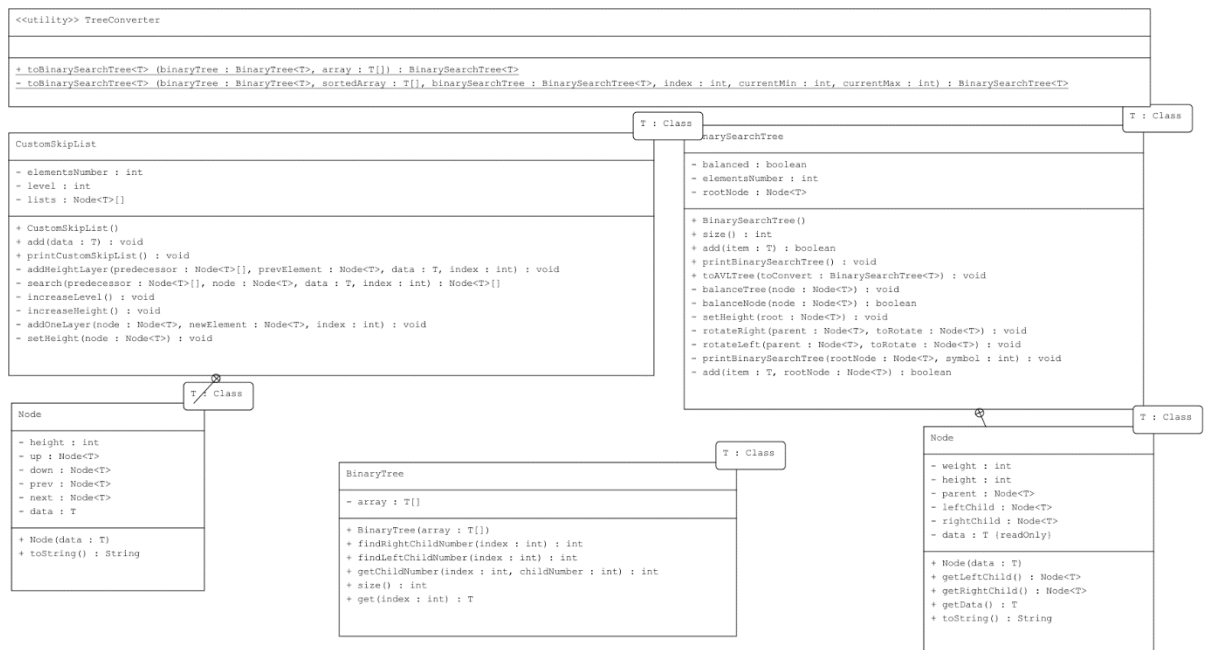 <<utility>> TreeConverter
+ toBinarySearchTree<T> (binaryTree : BinaryTree<T>, array : T[]) : BinarySearchTree<T>
- toBinarySearchTree<T> (binaryTree : BinaryTree<T>, sortedArray : T[], binarySearchTree : BinarySearchTree<T>, index : int, currentMin : int, currentMax : int) : BinarySearchTree<T>
T : Class
CustomSkipList
- elementsNumber : int
- level : int
- lists : Node<T>[]
+ CustomSkipList()
+ add(data : T) : void
+ printCustomSkipList() : void
- addHeightLayer(predecessor : Node<T>[], prevElement : Node<T>, data : T, index : int) : void
- search(predecessor : Node<T>[], node : Node<T>, data : T, index : int) : Node<T>[]
- increaseLevel() : void
- increaseHeight() : void
- addOneLayer(node : Node<T>, newElement : Node<T>, index : int) : void
- setHeight(node : Node<T>) : void
T : Class
narySearchTree
- balanced : boolean
- elementsNumber : int
- rootNode : Node<T>
+ BinarySearchTree()
+ size() : int
+ add(item : T) : boolean
+ printBinarySearchTree() : void
+ toAVLTree(toConvert : BinarySearchTree<T>) : void
- balanceTree(node : Node<T>) : void
- balanceNode(node : Node<T>) : boolean
- setHeight(root : Node<T>) : void
- rotateRight(parent : Node<T>, toRotate : Node<T>) : void
- rotateLeft(parent : Node<T>, toRotate : Node<T>) : void
- printBinarySearchTree(rootNode : Node<T>, symbol : int) : void
- add(item : T, rootNode : Node<T>) : boolean
T : Class
Node
- height : int
- up : Node<T>
- down : Node<T>
- prev : Node<T>
- next : Node<T>
- data : T
+ Node(data : T)
+ toString() : String
T : Class
BinaryTree
- array : T[]
+ BinaryTree(array : T[])
+ findRightChildNumber(index : int) : int
+ findLeftChildNumber(index : int) : int
+ getChildNumber(index : int, childNumber : int) : int
+ size() : int
+ get(index : int) : T
T : Class
Node
- weight : int
- height : int
- parent : Node<T>
- leftChild : Node<T>
- rightChild : Node<T>
- data : T {readOnly}
+ Node(data : T)
+ getLeftChild() : Node<T>
+ getRightChild() : Node<T>
+ getData() : T
+ toString() : String